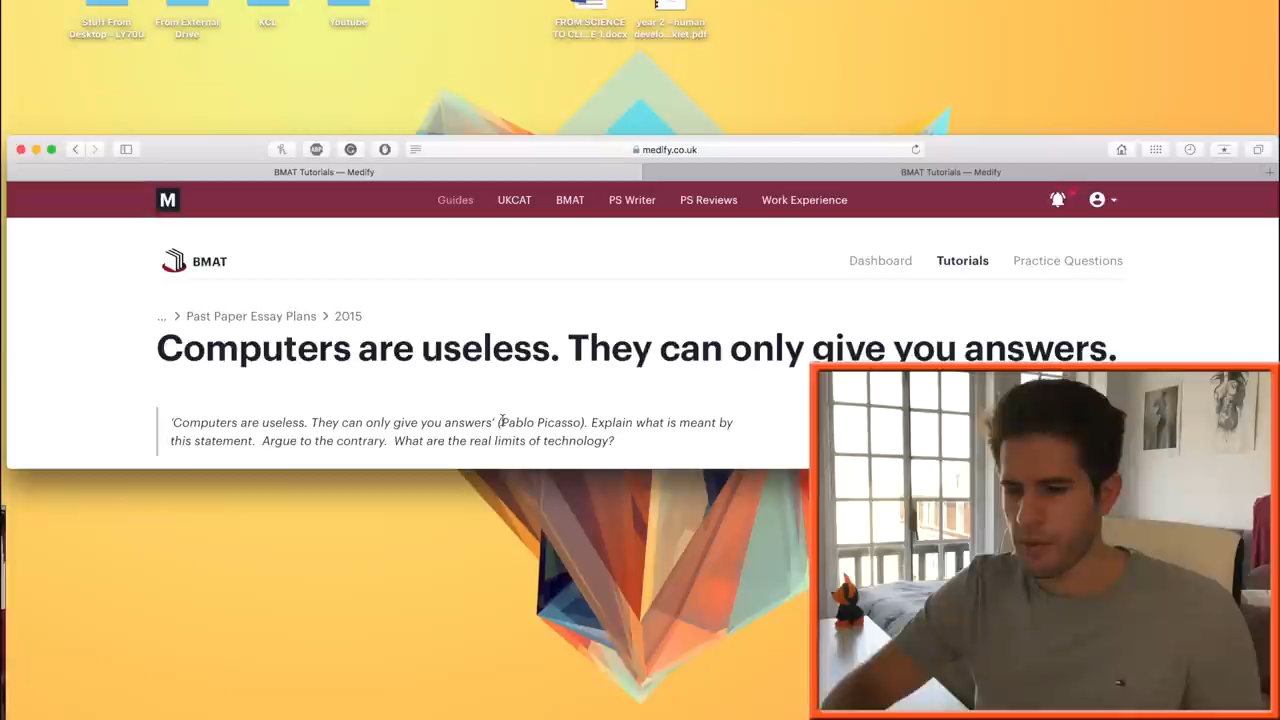 Stuff From
Desktop - LY700
From External
Drive
KCL
Youtube
FROM SCIENCE
TO CLI...E 1.docx
year 2 - human
develo...kiet.pdf
medify.co.uk
BMAT Tutorials — Medify
BMAT Tutorials — Medify
M
Guides
UKCAT
BMAT
PS Writer
PS Reviews
Work Experience
BMAT
Dashboard
Tutorials
Practice Questions
... > Past Paper Essay Plans > 2015
Computers are useless. They can only give you answers.
'Computers are useless. They can only give you answers' (Pablo Picasso). Explain what is meant by
this statement. Argue to the contrary. What are the real limits of technology?